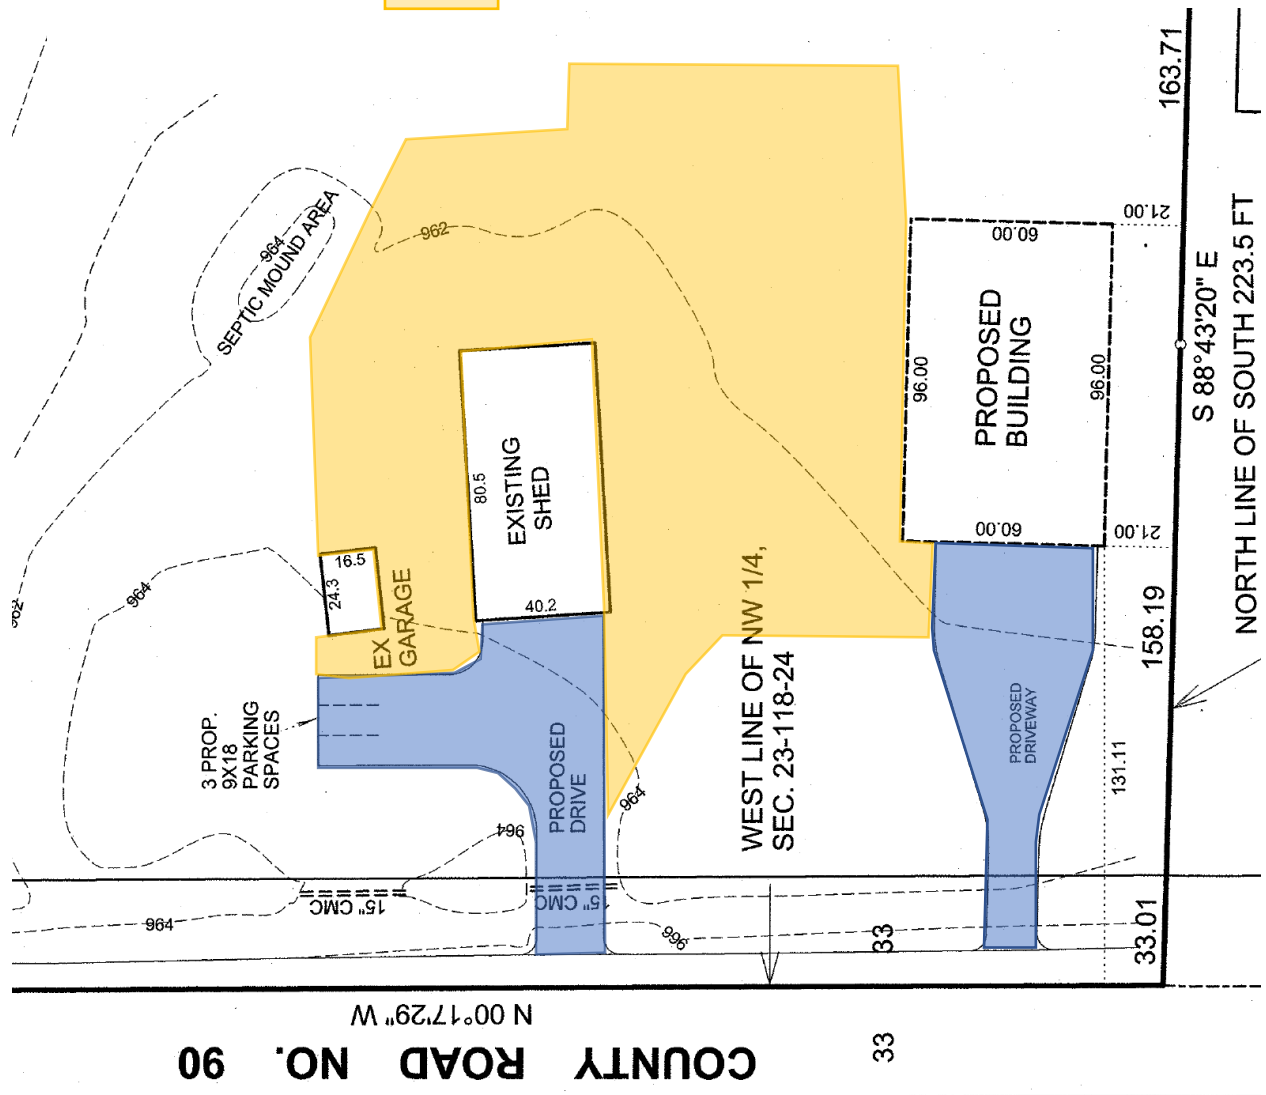 163.71
964
SEPTIC MOUND AREA
962
21.00
60.00
PROPOSED
BUILDING
96.00
96.00
S 88°43'20" E
NORTH LINE OF SOUTH 223.5 FT
EXISTING
SHED
80.5
40.2
16.5
24.3
EX
GARAGE
60.00
21.00
962
964
158.19
WEST LINE OF NW 1/4,
SEC. 23-118-24
3 PROP.
9X18
PARKING
SPACES
PROPOSED
DRIVE
PROPOSED
DRIVEWAY
131.11
964
964
15" CMC
15" CMC
964
966
33
33.01
N 00°17'29" W
COUNTY ROAD NO. 90
33